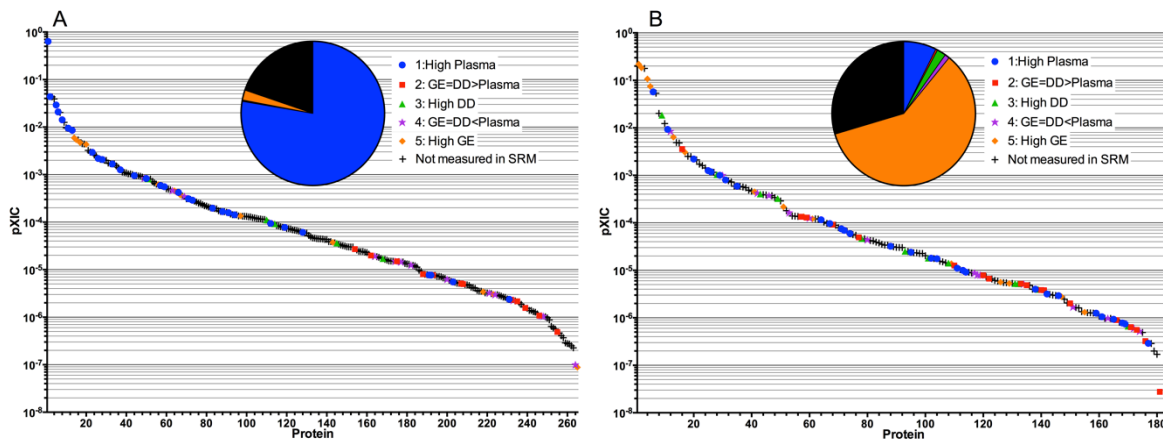 A
10⁰
10⁻¹
10⁻²
10⁻³
10⁻⁴
10⁻⁵
10⁻⁶
10⁻⁷
10⁻⁸
pXIC
1:High Plasma
2: GE=DD>Plasma
3: High DD
4: GE=DD<Plasma
5: High GE
Not measured in SRM
20 40 60 80 100 120 140 160 180 200 220 240 260
Protein
B
10⁰
10⁻¹
10⁻²
10⁻³
10⁻⁴
10⁻⁵
10⁻⁶
10⁻⁷
10⁻⁸
pXIC
1:High Plasma
2: GE=DD>Plasma
3: High DD
4: GE=DD<Plasma
5: High GE
Not measured in SRM
20 40 60 80 100 120 140 160 180
Protein